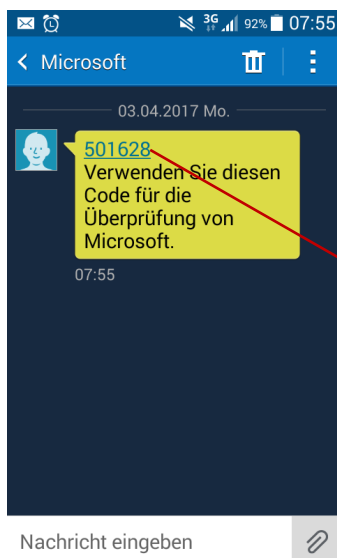 3G 92% 07:55
Microsoft
03.04.2017 Mo.
501628
Verwenden Sie diesen
Code für die
Überprüfung von
Microsoft.
07:55
Nachricht eingeben